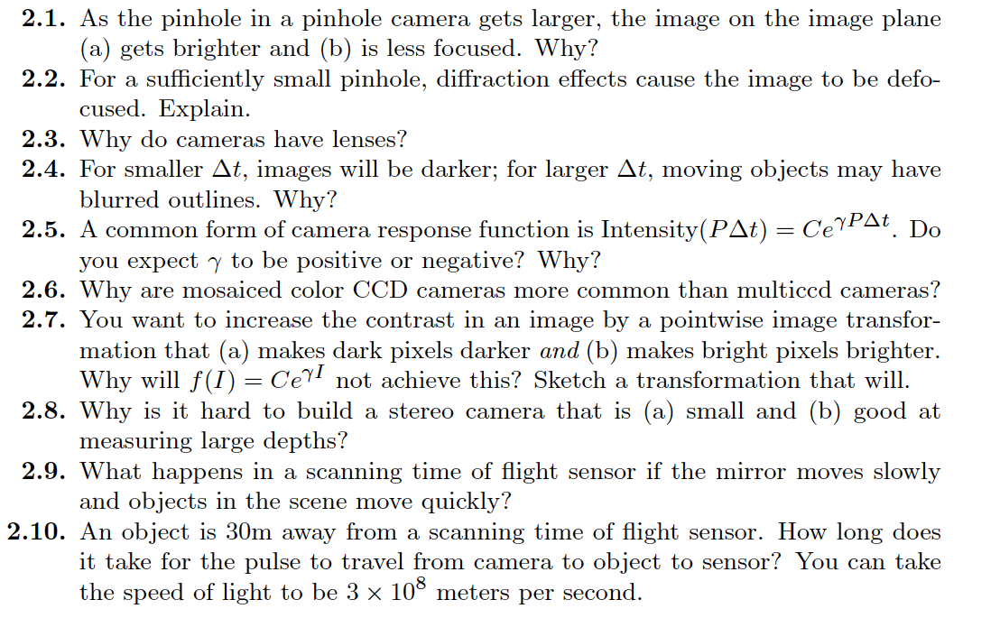 2.1. As the pinhole in a pinhole camera gets larger, the image on the image plane
(a) gets brighter and (b) is less focused. Why?
2.2. For a sufficiently small pinhole, diffraction effects cause the image to be defo-
cused. Explain.
2.3. Why do cameras have lenses?
2.4. For smaller Δt, images will be darker; for larger Δt, moving objects may have
blurred outlines. Why?
2.5. A common form of camera response function is Intensity(PΔt) = Ce^{γPΔt}. Do
you expect γ to be positive or negative? Why?
2.6. Why are mosaiced color CCD cameras more common than multiccd cameras?
2.7. You want to increase the contrast in an image by a pointwise image transfor-
mation that (a) makes dark pixels darker and (b) makes bright pixels brighter.
Why will f(I) = Ce^{γI} not achieve this? Sketch a transformation that will.
2.8. Why is it hard to build a stereo camera that is (a) small and (b) good at
measuring large depths?
2.9. What happens in a scanning time of flight sensor if the mirror moves slowly
and objects in the scene move quickly?
2.10. An object is 30m away from a scanning time of flight sensor. How long does
it take for the pulse to travel from camera to object to sensor? You can take
the speed of light to be 3 × 10^8 meters per second.